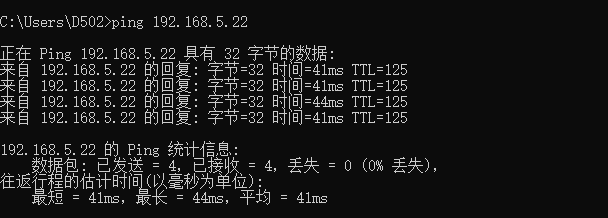 C:\Users\D502>ping 192.168.5.22
正在 Ping 192.168.5.22 具有 32 字节的数据:
来自 192.168.5.22 的回复: 字节=32 时间=41ms TTL=125
来自 192.168.5.22 的回复: 字节=32 时间=41ms TTL=125
来自 192.168.5.22 的回复: 字节=32 时间=44ms TTL=125
来自 192.168.5.22 的回复: 字节=32 时间=41ms TTL=125
192.168.5.22 的 Ping 统计信息:
数据包: 已发送 = 4, 已接收 = 4, 丢失 = 0 (0% 丢失),
往返行程的估计时间(以毫秒为单位):
最短 = 41ms, 最长 = 44ms, 平均 = 41ms